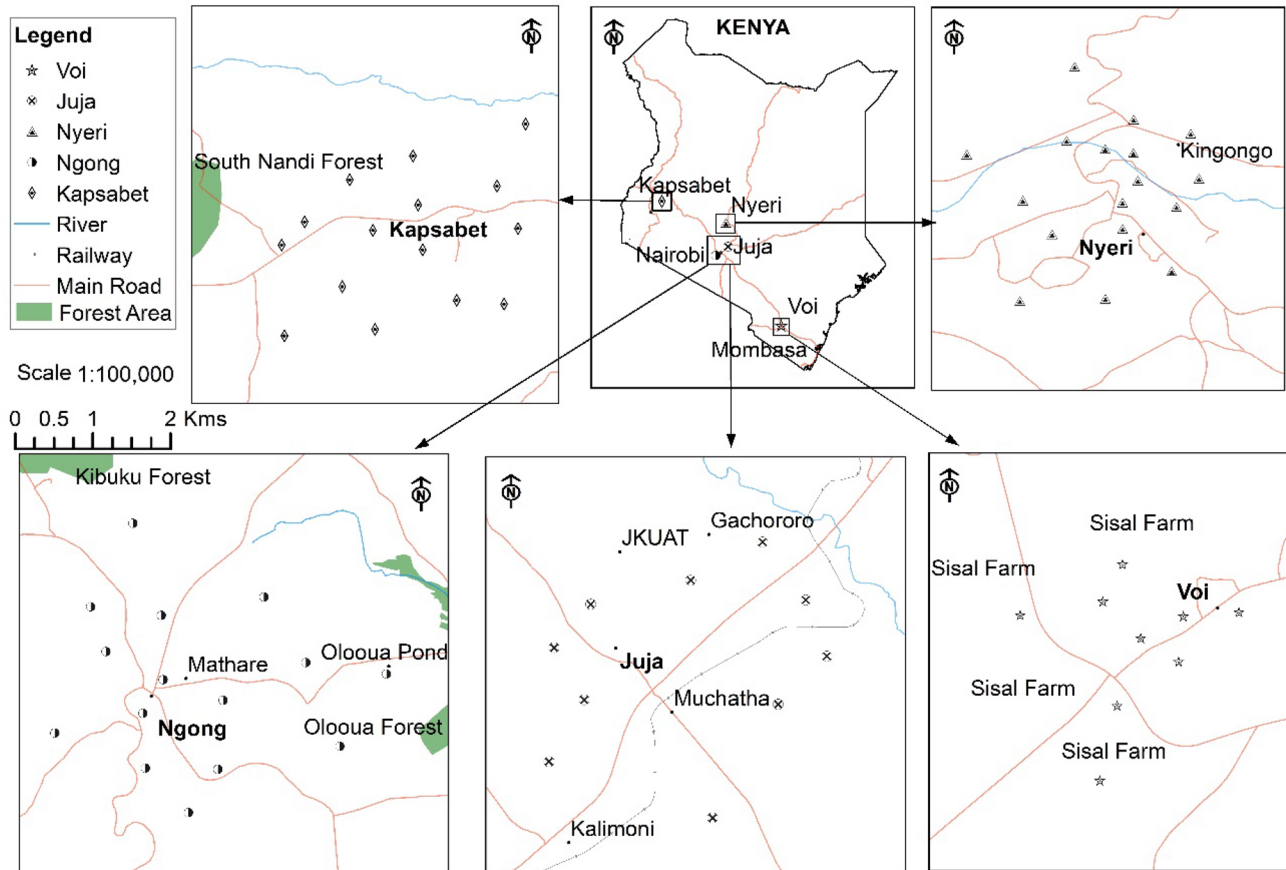 Legend
Voi
Juja
Nyeri
Ngong
Kapsabet
River
Railway
Main Road
Forest Area
Scale 1:100,000
0 0.5 1 2 Kms
N
South Nandi Forest
Kapsabet
N
KENYA
Kapsabet
Nyeri
Nairobi
Juja
Voi
Mombasa
N
Kingongo
Nyeri
Kibuku Forest
N
Mathare
Olooua Pond
Ngong
Olooua Forest
N
Gachororo
JKUAT
Juja
Muchatha
Kalimoni
N
Sisal Farm
Sisal Farm
Voi
Sisal Farm
Sisal Farm